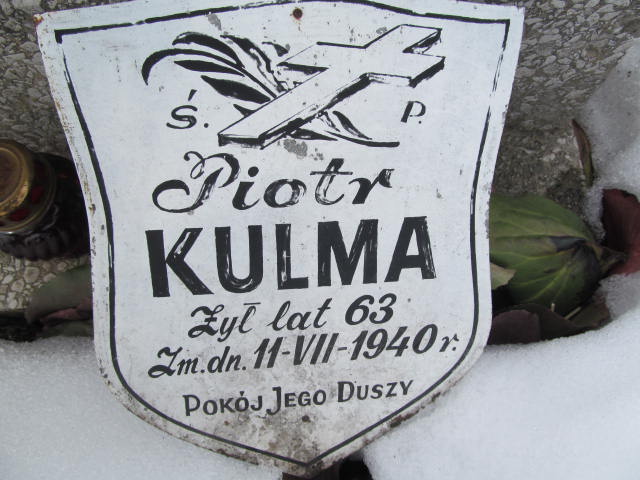 Ś. P.
Piotr
KULMA
Żył lat 63
Zm. dn. 11-VII-1940 r.
POKÓJ JEGO DUSZY